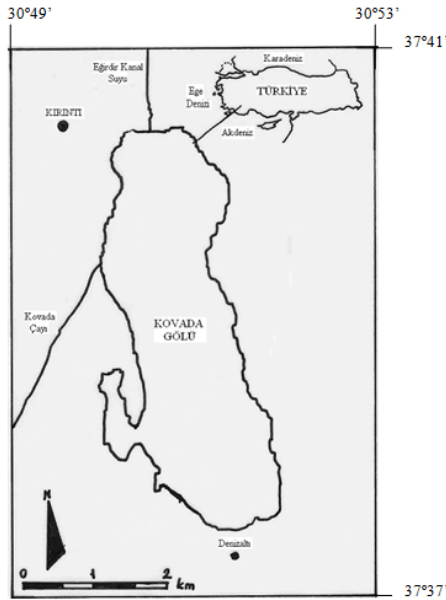 30°49' 30°53'
37°41'
Eğirdir Kanal
Suyu
Karadeniz
Ege
Denizi
TÜRKİYE
Akdeniz
KIRINTI
Kovada
Çayı
KOVADA
GÖLÜ
N
0 1 2
km
Denizaltı
37°37'